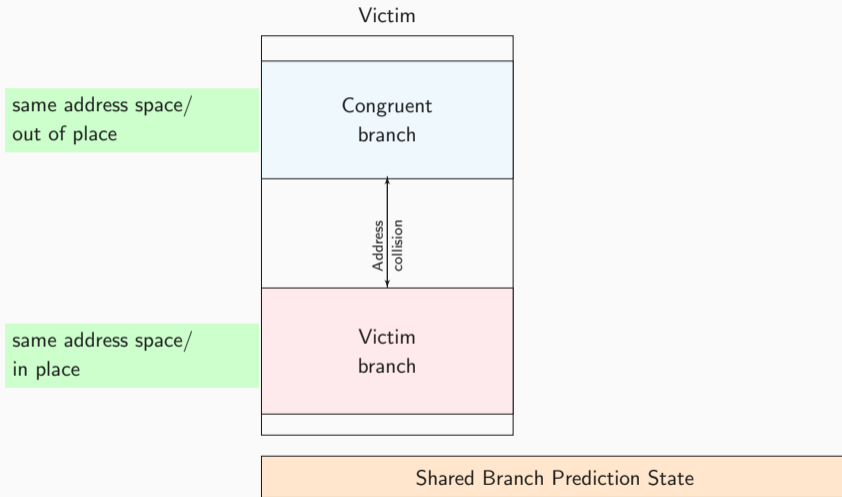 Victim
same address space/
out of place
Congruent
branch
Address
collision
same address space/
in place
Victim
branch
Shared Branch Prediction State